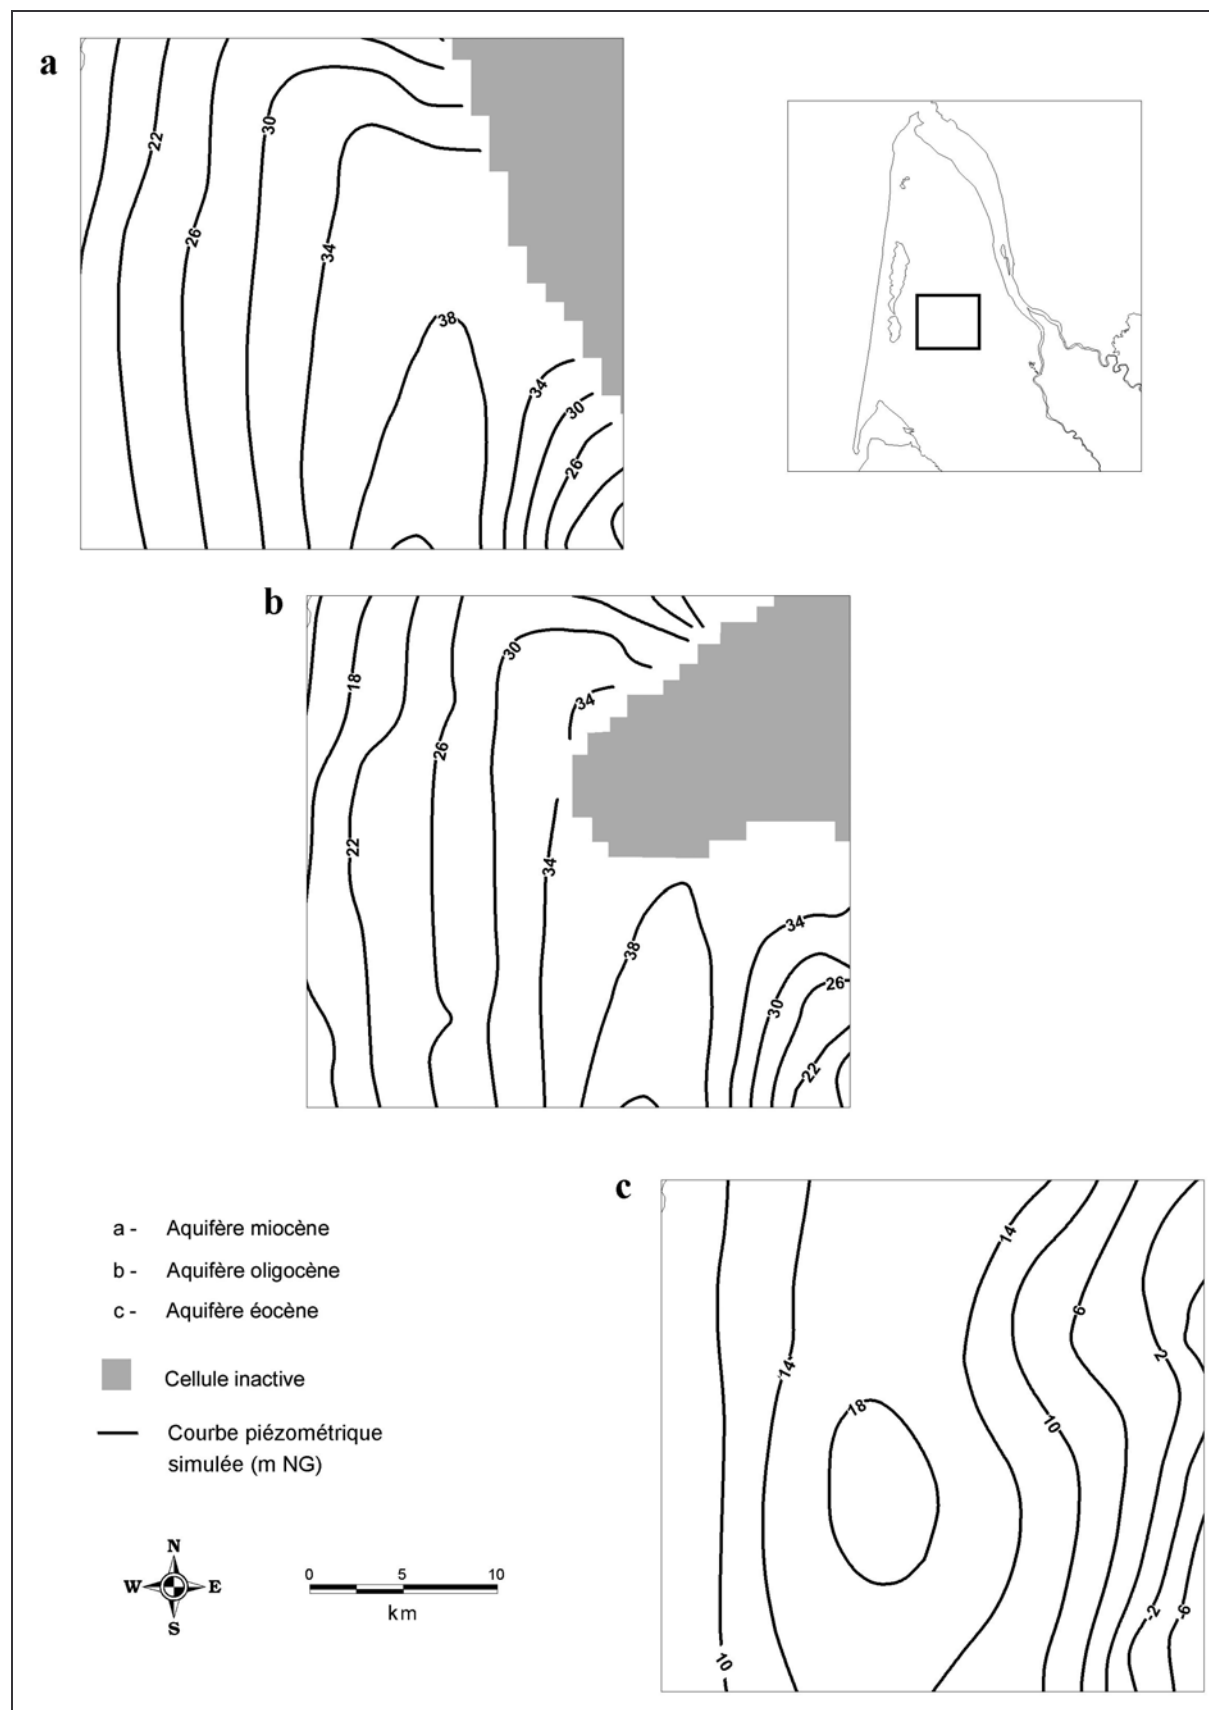 a
22
30
26
34
38
34
30
26
b
30
18
34
26
22
34
38
34
26
30
22
c
14
6
2
14
18
10
-2
-6
10
a - Aquifère miocène
b - Aquifère oligocène
c - Aquifère éocène
Cellule inactive
Courbe piézométrique
simulée (m NG)
N
W E
S
0 5 10
km